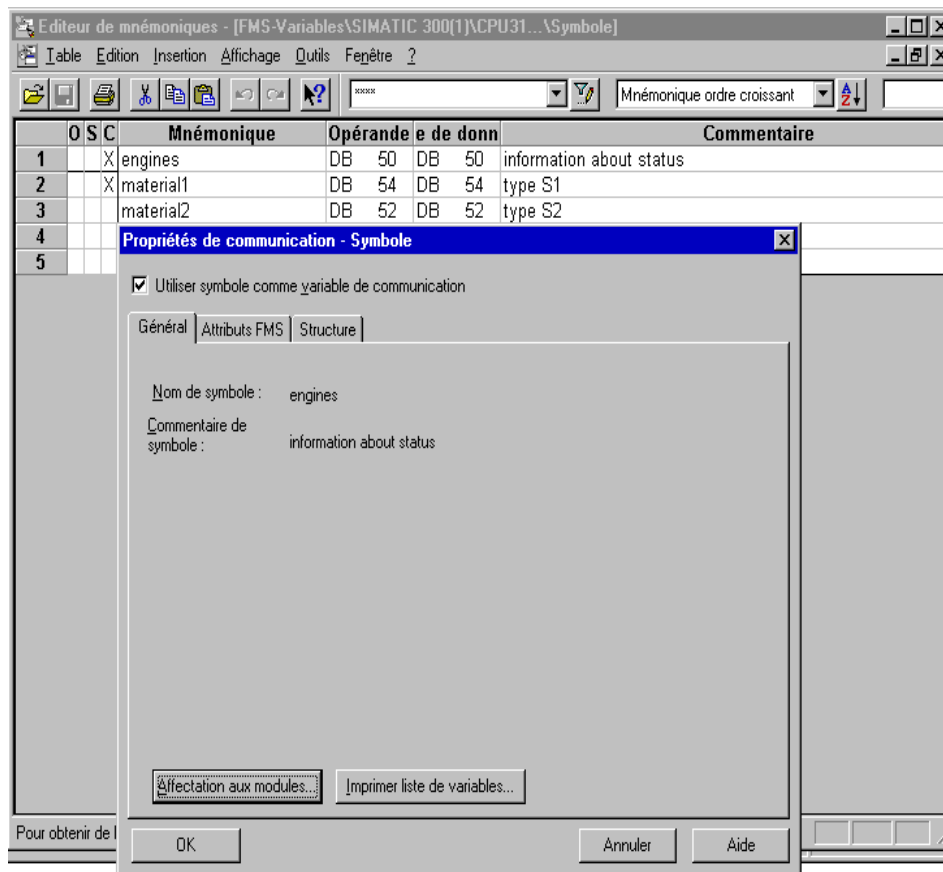 Editeur de mnémoniques - [FMS-Variables\SIMATIC 300(1)\CPU31...\Symbole]
Table Edition Insertion Affichage Outils Fenêtre ?
xxxx Mnémonique ordre croissant
O S C Mnémonique Opérande e de donn Commentaire
1 X engines DB 50 DB 50 information about status
2 X material1 DB 54 DB 54 type S1
3 material2 DB 52 DB 52 type S2
4
5
Propriétés de communication - Symbole
Utiliser symbole comme variable de communication
Général Attributs FMS Structure
Nom de symbole : engines
Commentaire de
symbole : information about status
Affectation aux modules... Imprimer liste de variables...
Pour obtenir de l
OK Annuler Aide